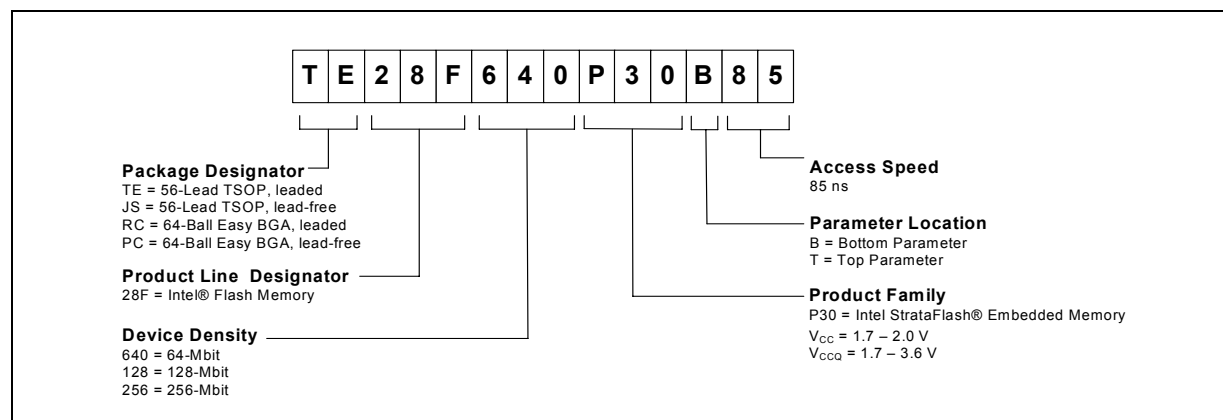 T E 2 8 F 6 4 0 P 3 0 B 8 5
Package Designator
TE = 56-Lead TSOP, leaded
JS = 56-Lead TSOP, lead-free
RC = 64-Ball Easy BGA, leaded
PC = 64-Ball Easy BGA, lead-free
Product Line Designator
28F = Intel® Flash Memory
Device Density
640 = 64-Mbit
128 = 128-Mbit
256 = 256-Mbit
Access Speed
85 ns
Parameter Location
B = Bottom Parameter
T = Top Parameter
Product Family
P30 = Intel StrataFlash® Embedded Memory
VCC = 1.7 – 2.0 V
VCCQ = 1.7 – 3.6 V